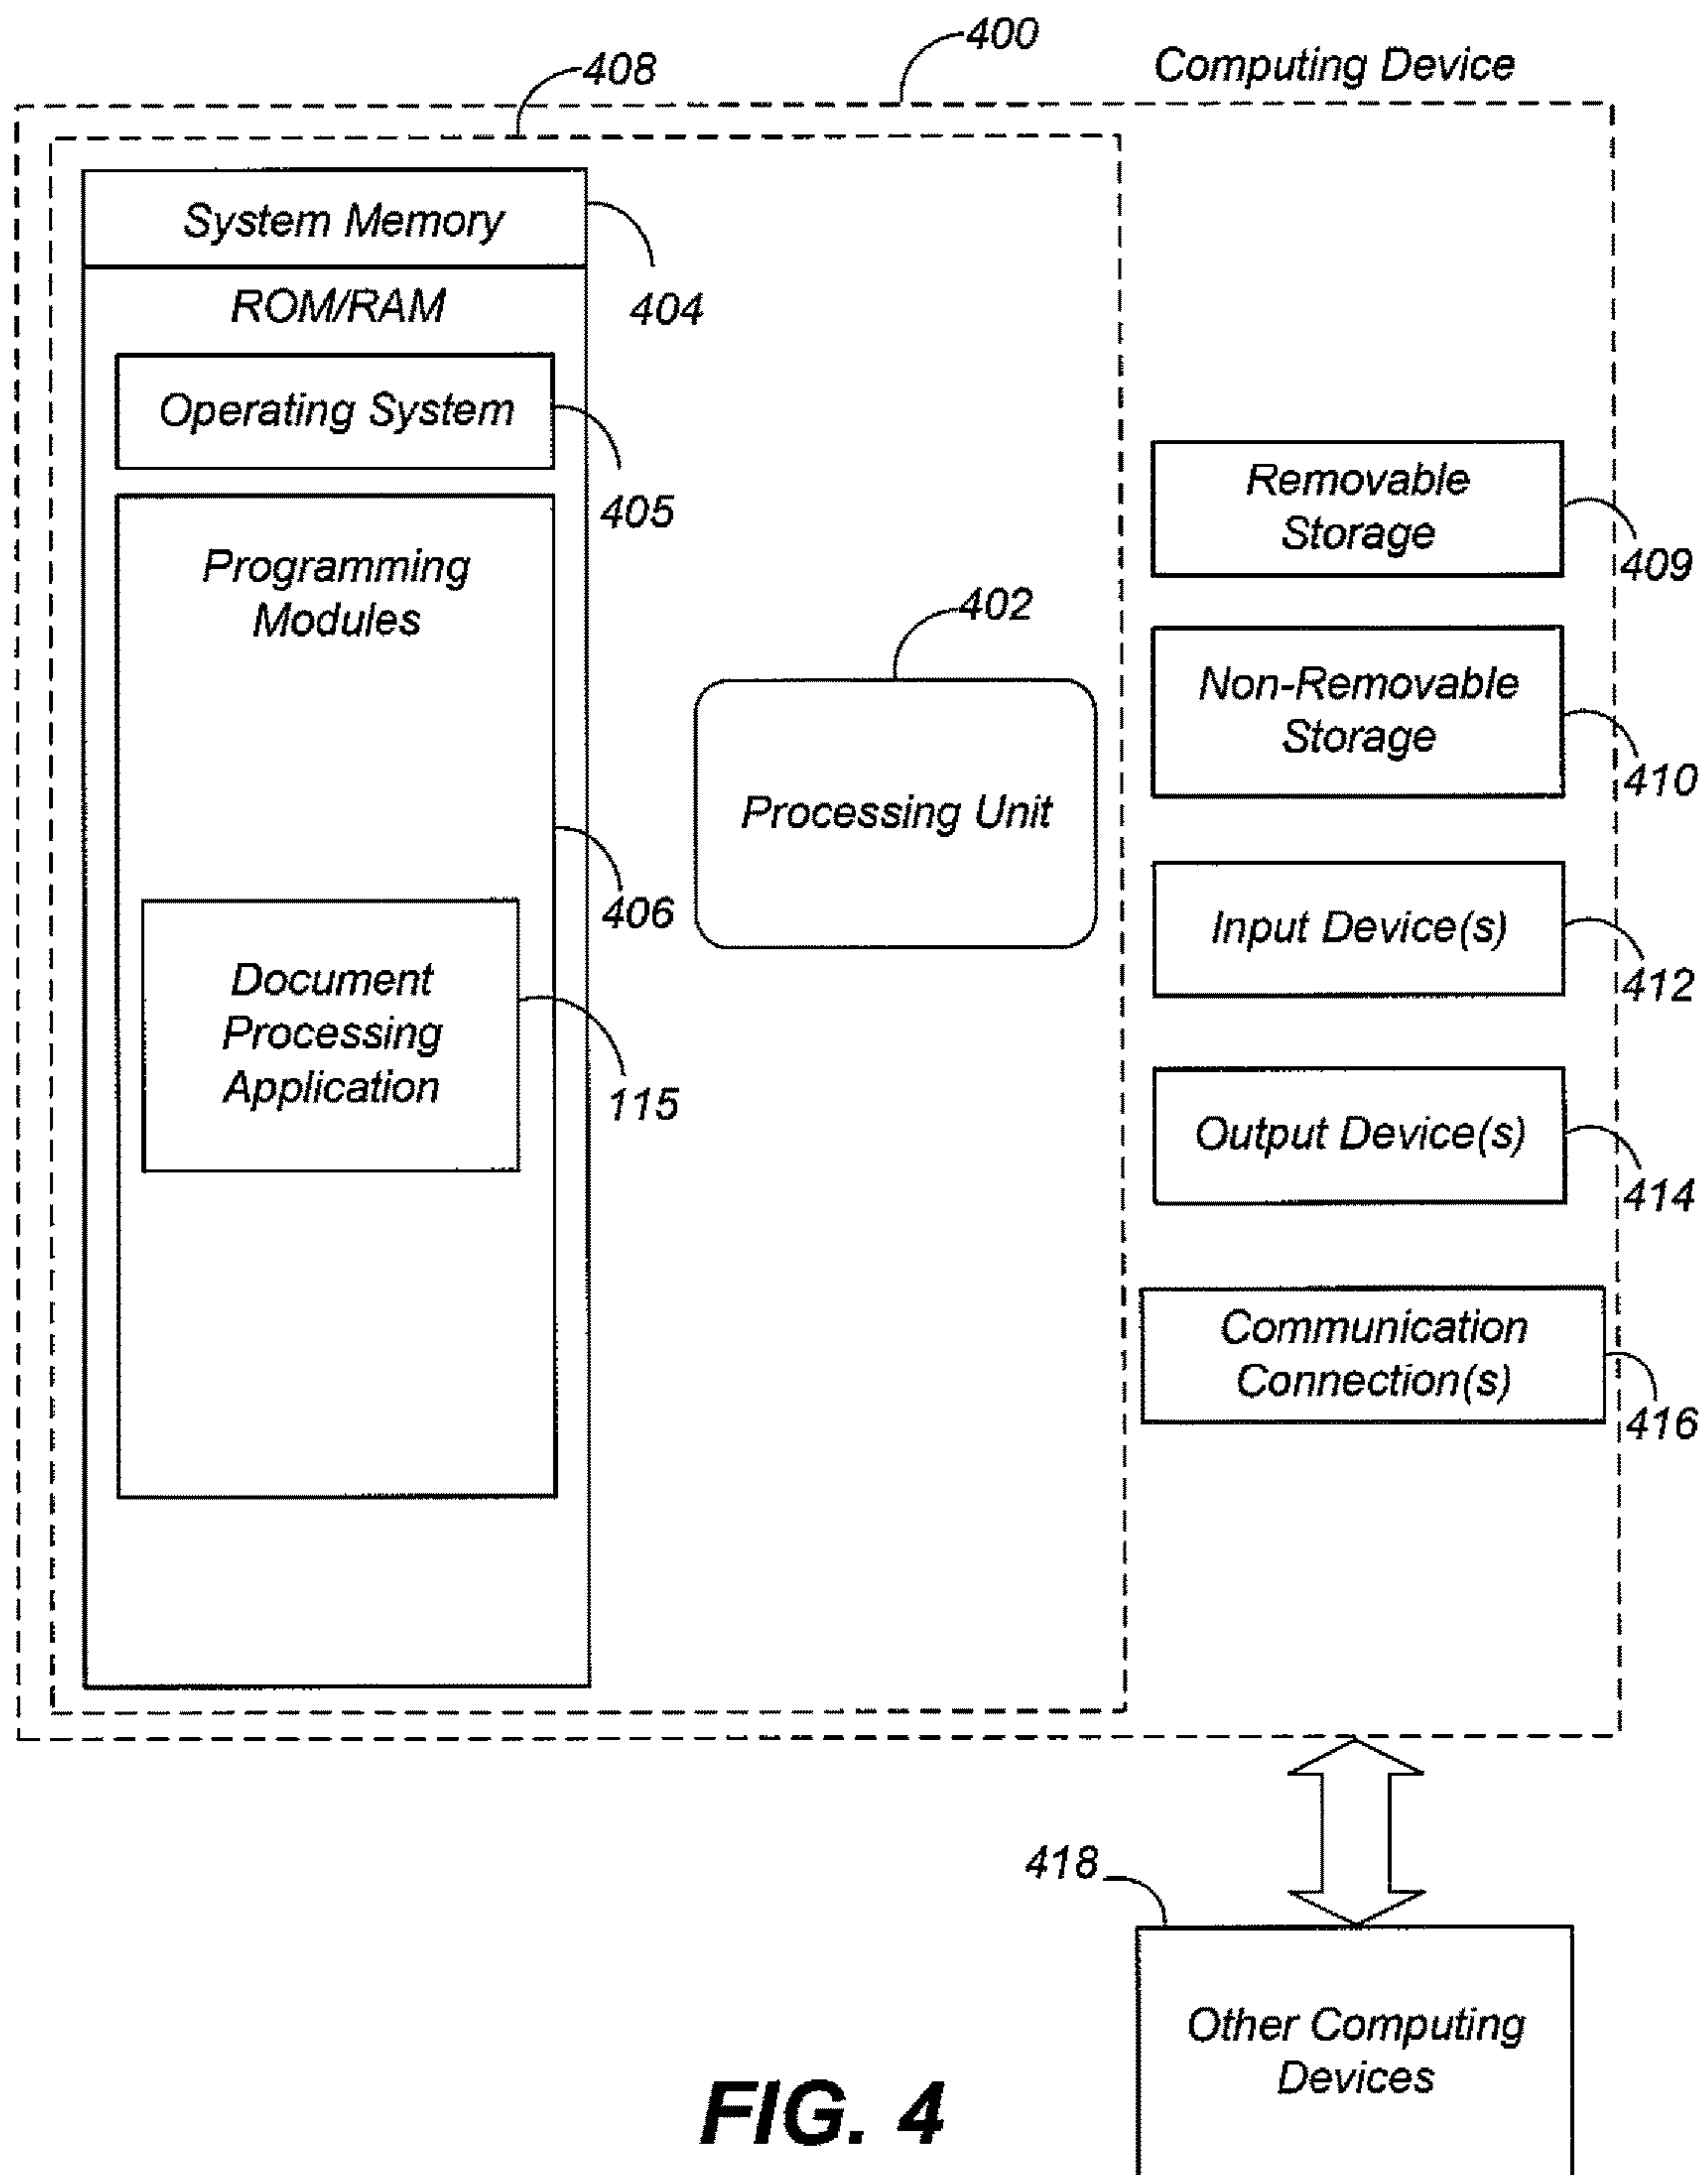 400
Computing Device
408
System Memory
404
ROM/RAM
Operating System
405
Programming
Modules
406
Document
Processing
Application
115
402
Processing Unit
Removable
Storage
409
Non-Removable
Storage
410
Input Device(s)
412
Output Device(s)
414
Communication
Connection(s)
416
418
Other Computing
Devices
FIG. 4